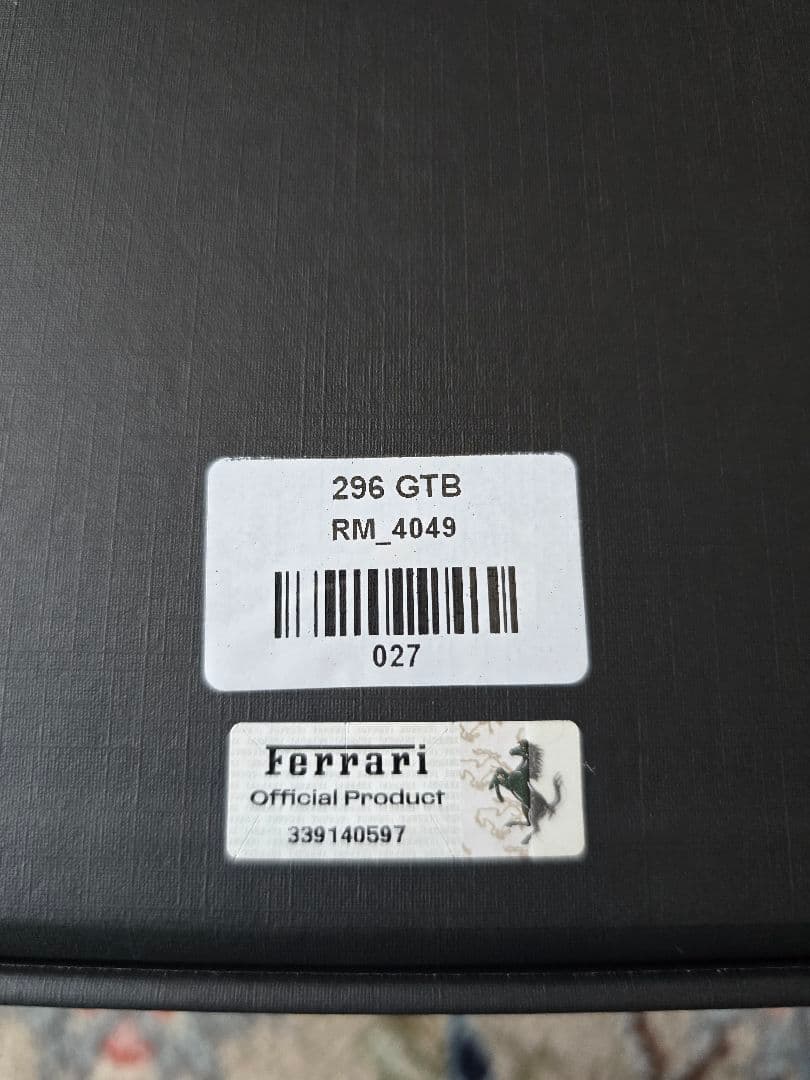 296 GTB
RM_4049
027
Ferrari
Official Product
339140597